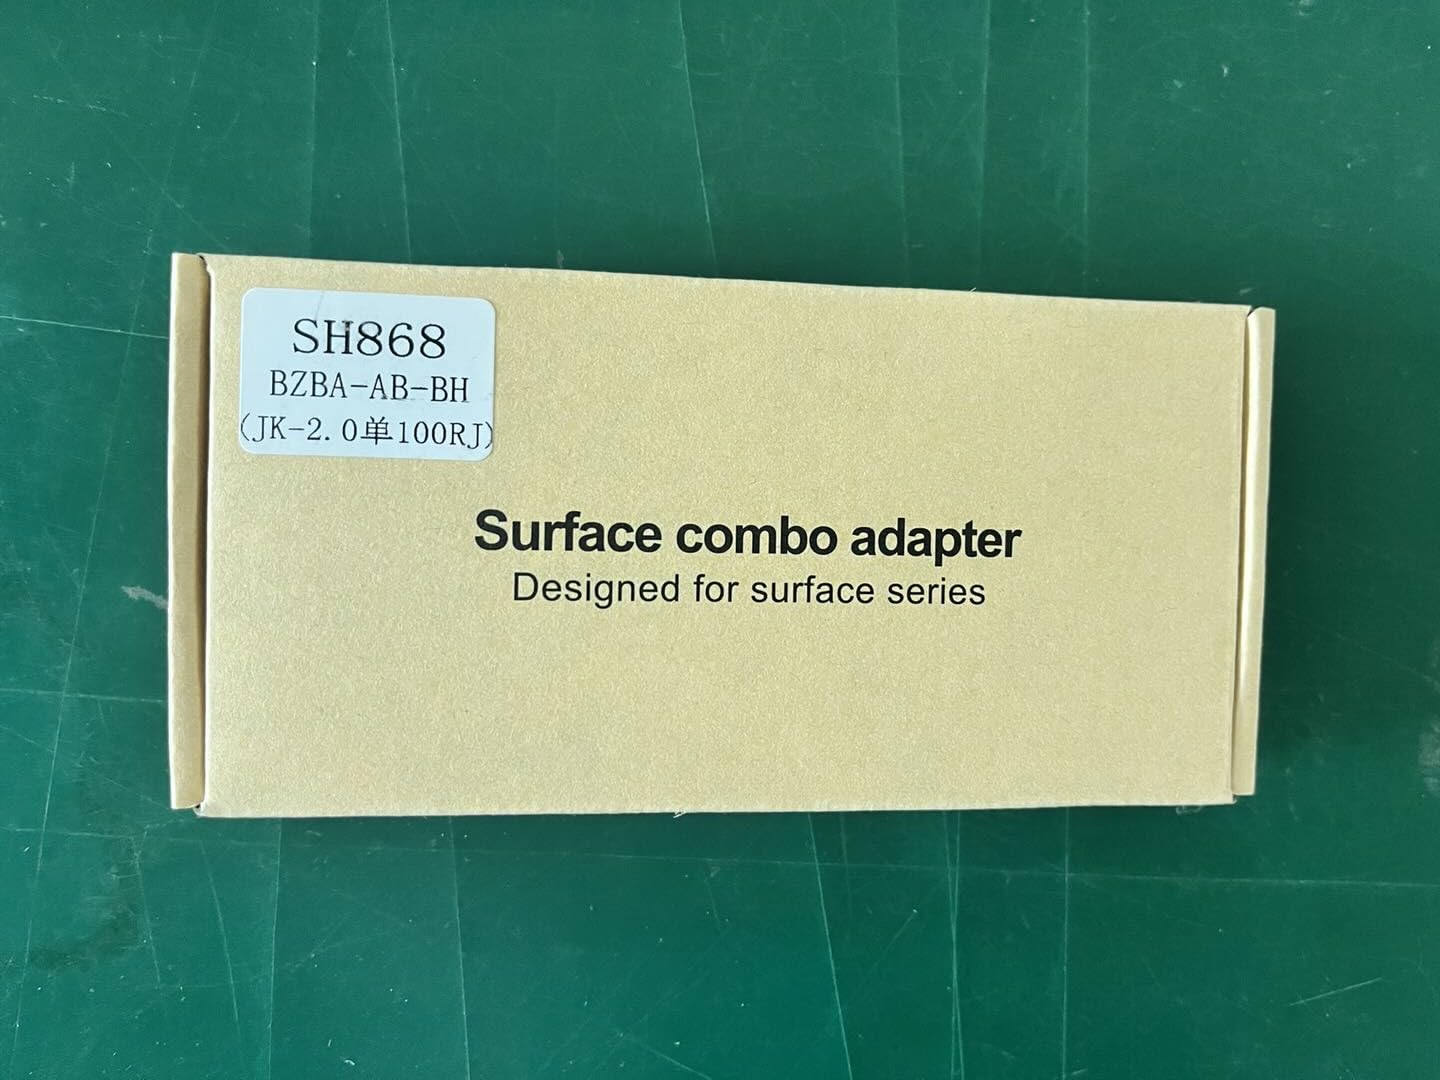 SH868
BZBA-AB-BH
(JK-2.0单100RJ)
Surface combo adapter
Designed for surface series